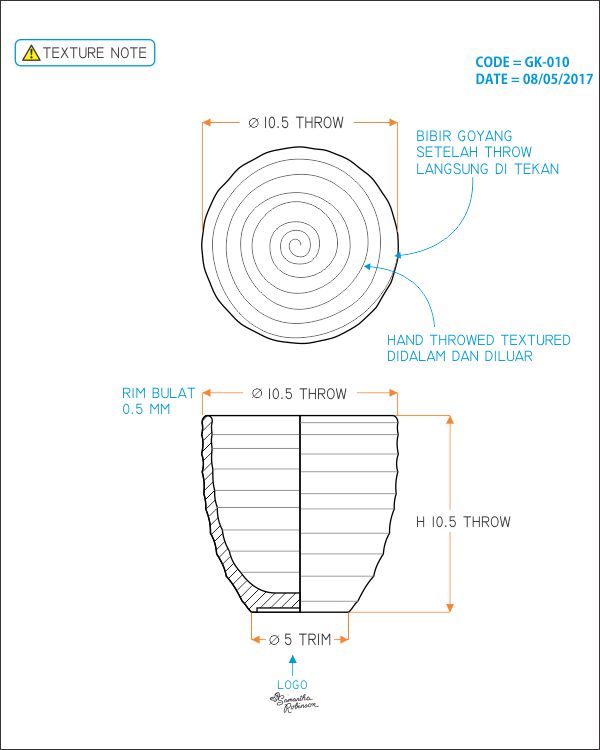 TEXTURE NOTE
CODE = GK-010
DATE = 08/05/2017
Ø 10.5 THROW
BIBIR GOYANG
SETELAH THROW
LANGSUNG DI TEKAN
HAND THROWED TEXTURED
DIDALAM DAN DILUAR
RIM BULAT
0.5 MM
Ø 10.5 THROW
H 10.5 THROW
Ø 5 TRIM
LOGO
Samantha
Robinson